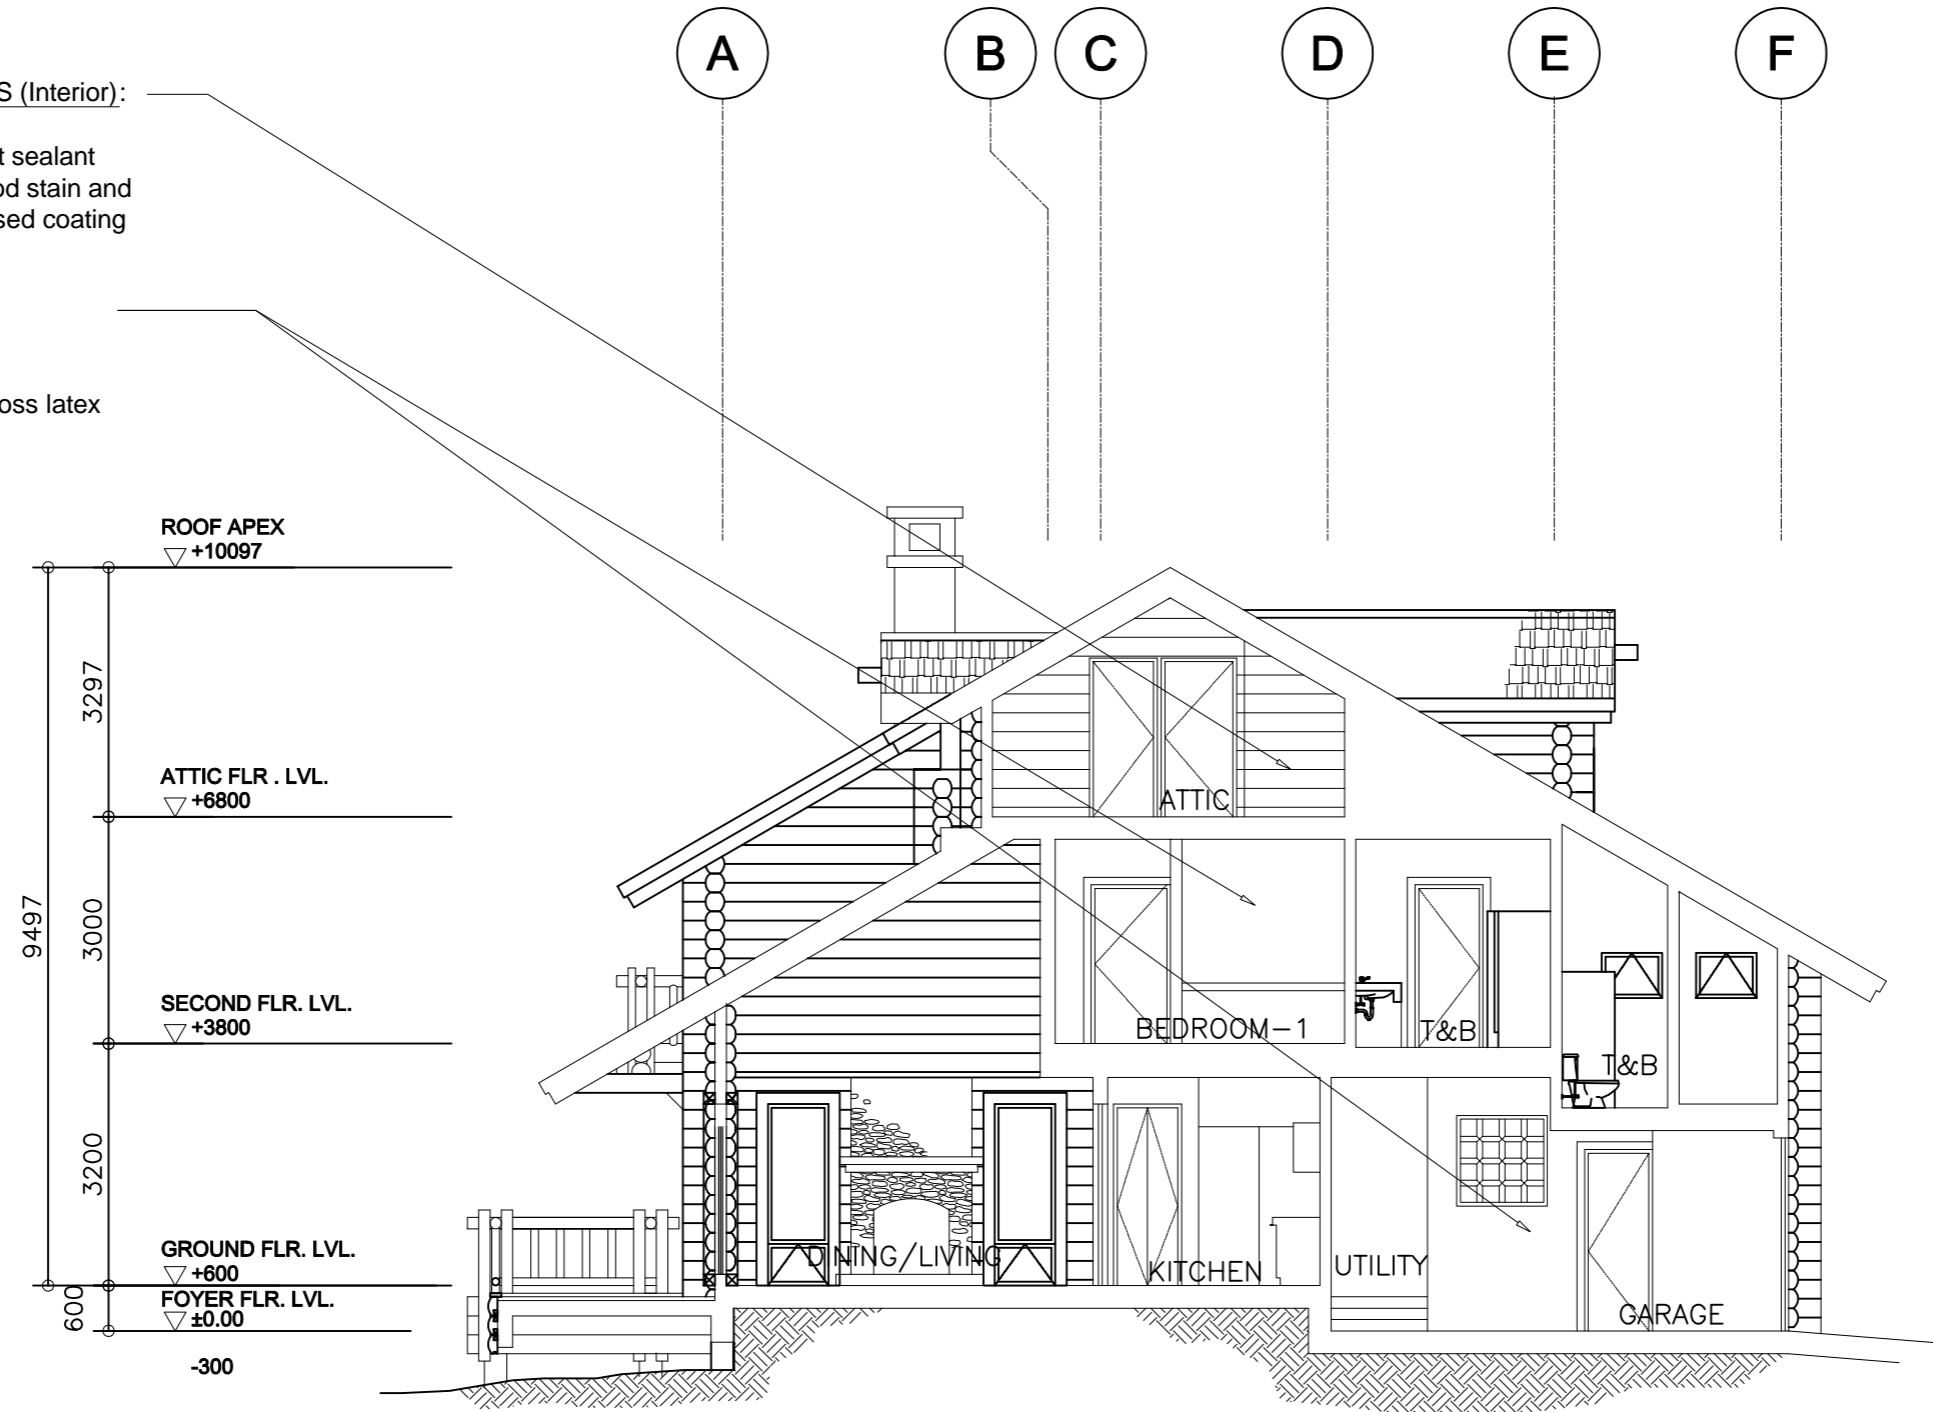 A B C D E F
S (Interior):
t sealant
od stain and
sed coating
oss latex
ROOF APEX
+10097
3297
ATTIC FLR . LVL.
+6800
ATTIC
9497
3000
SECOND FLR. LVL.
+3800
BEDROOM-1
T&B
T&B
3200
GROUND FLR. LVL.
+600
DINING/LIVING
KITCHEN
UTILITY
600
FOYER FLR. LVL.
±0.00
GARAGE
-300